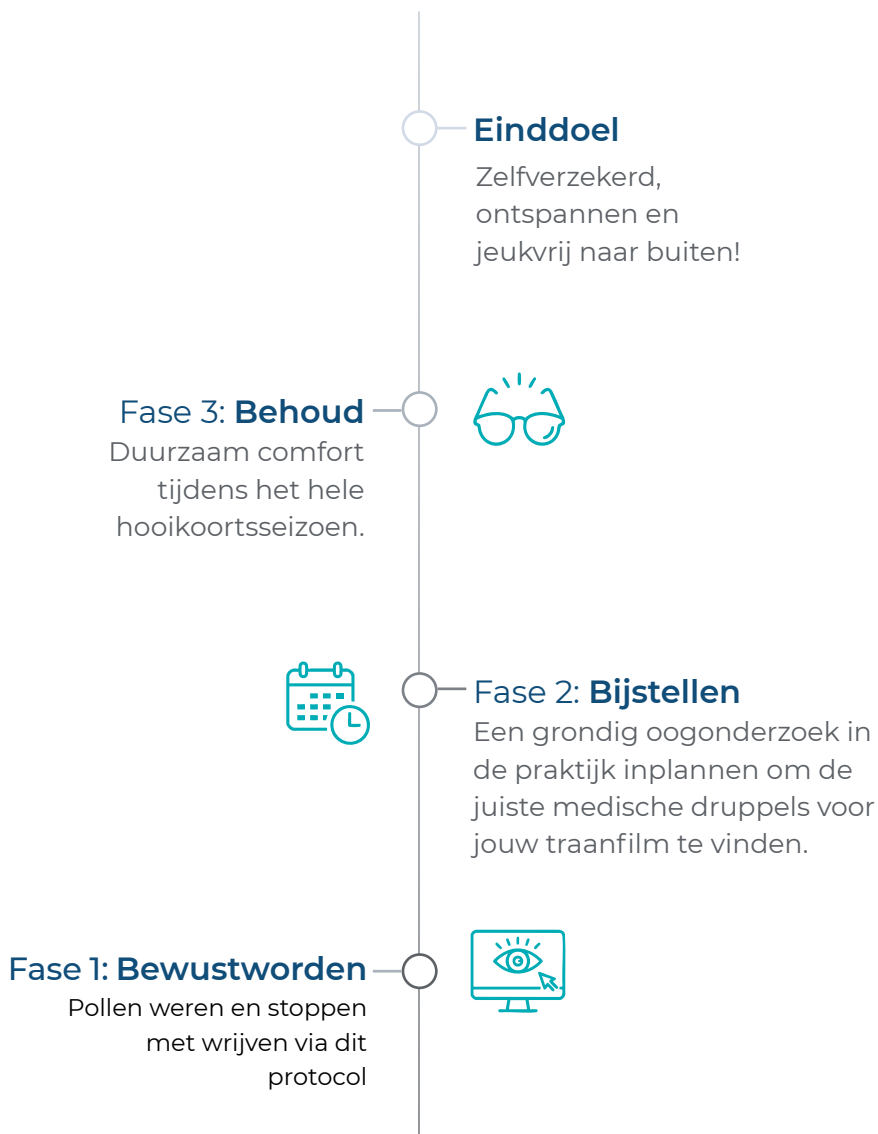 Einddoel
Zelfverzekerd,
ontspannen en
jeukvrij naar buiten!
Fase 3: Behoud
Duurzaam comfort
tijdens het hele
hooikoortsseizoen.
Fase 2: Bijstellen
Een grondig oogonderzoek in
de praktijk inplannen om de
juiste medische druppels voor
jouw traanfilm te vinden.
Fase 1: Bewustworden
Pollen weren en stoppen
met wrijven via dit
protocol